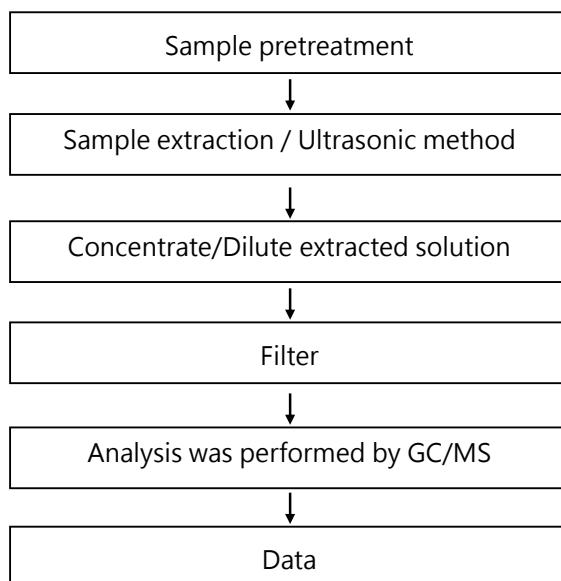 Sample pretreatment
Sample extraction / Ultrasonic method
Concentrate/Dilute extracted solution
Filter
Analysis was performed by GC/MS
Data